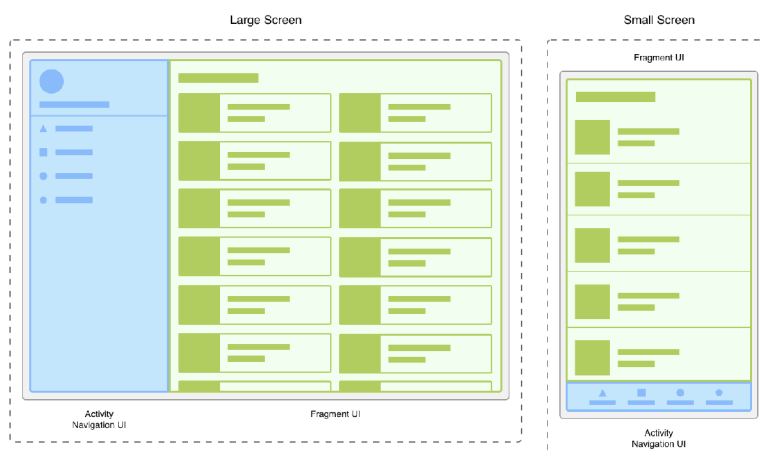 Large Screen
Small Screen
Fragment UI
Activity
Navigation UI
Fragment UI
Activity
Navigation UI